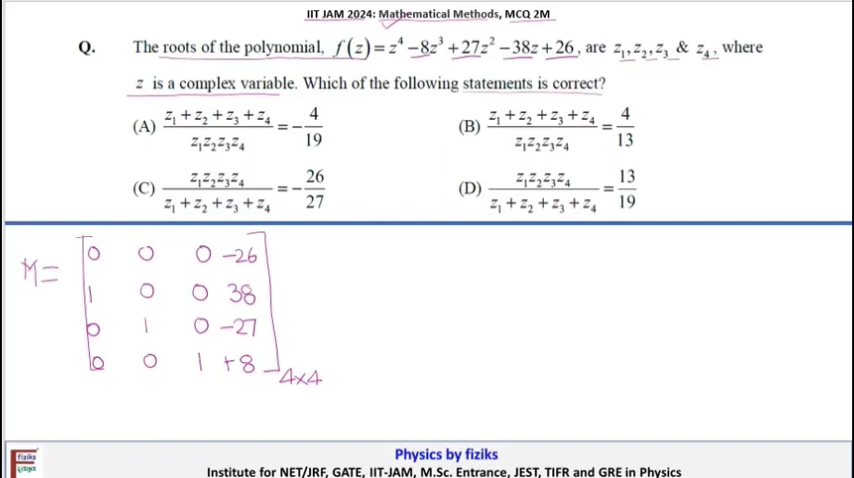 IIT JAM 2024: Mathematical Methods, MCQ 2M
Q. The roots of the polynomial, f(z)=z⁴−8z³+27z²−38z+26, are z₁,z₂,z₃ & z₄, where
z is a complex variable. Which of the following statements is correct?
(A) (z₁+z₂+z₃+z₄)/(z₁z₂z₃z₄) = −4/19 (B) (z₁+z₂+z₃+z₄)/(z₁z₂z₃z₄) = 4/13
(C) (z₁z₂z₃z₄)/(z₁+z₂+z₃+z₄) = −26/27 (D) (z₁z₂z₃z₄)/(z₁+z₂+z₃+z₄) = 13/19
0 0 0 −26
M= 1 0 0 38
0 1 0 −27
0 0 1 +8
4×4
fiziks
Physics by fiziks
Institute for NET/JRF, GATE, IIT-JAM, M.Sc. Entrance, JEST, TIFR and GRE in Physics